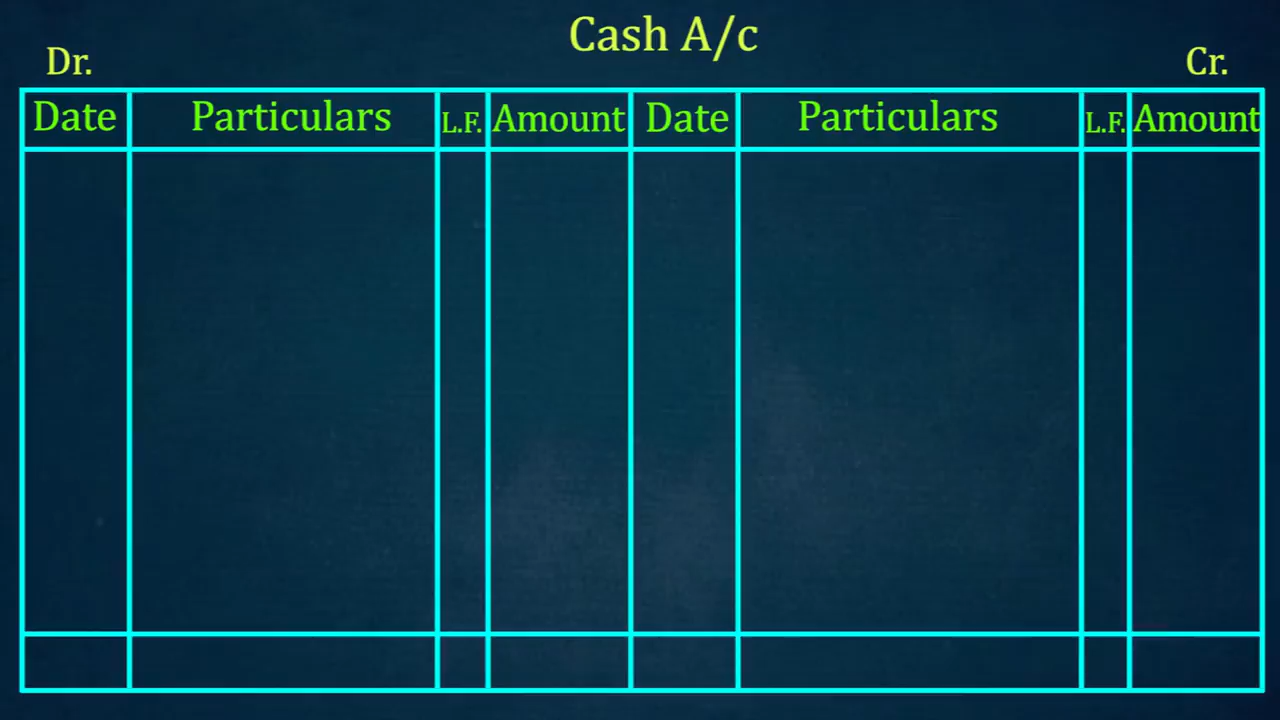 Cash A/c
Dr. Cr.
Date Particulars L.F. Amount Date Particulars L.F. Amount